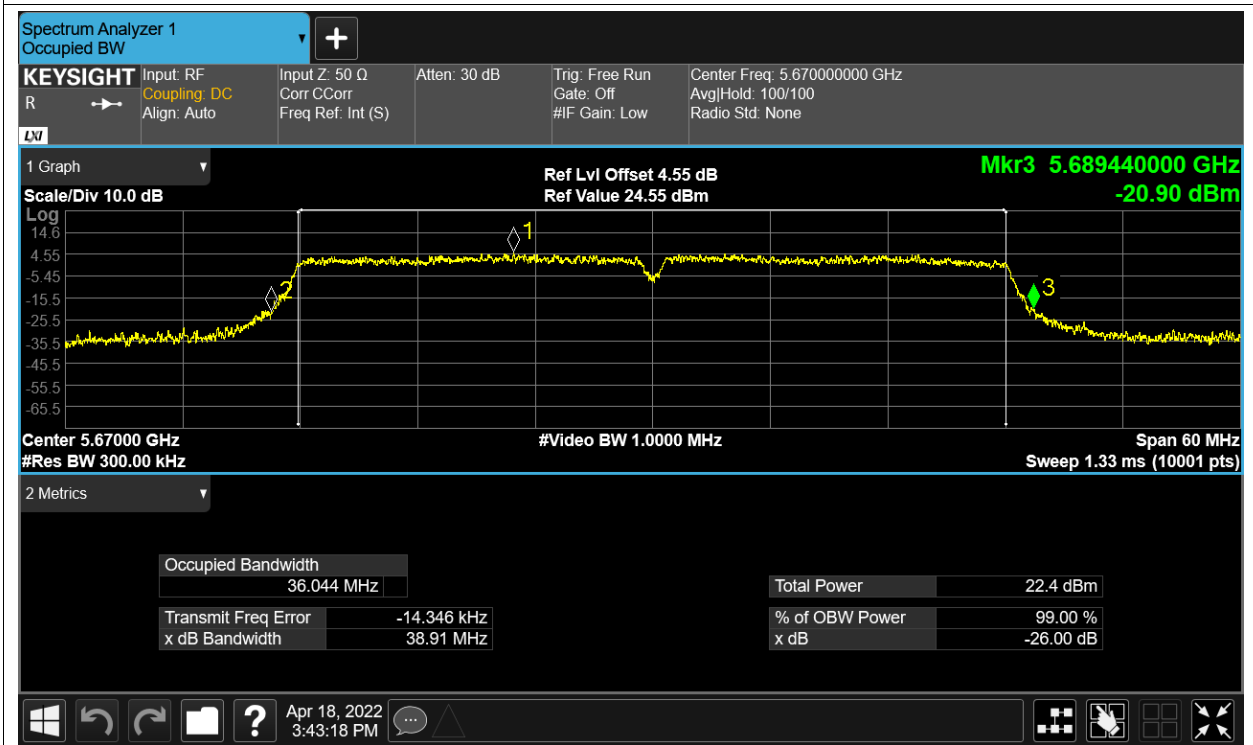 Spectrum Analyzer 1
Occupied BW
+
KEYSIGHT
R
LXI
Input: RF
Coupling: DC
Align: Auto
Input Z: 50 Ω
Corr CCorr
Freq Ref: Int (S)
Atten: 30 dB
Trig: Free Run
Gate: Off
#IF Gain: Low
Center Freq: 5.670000000 GHz
Avg|Hold: 100/100
Radio Std: None
1 Graph
Scale/Div 10.0 dB
Ref Lvl Offset 4.55 dB
Ref Value 24.55 dBm
Mkr3 5.689440000 GHz
-20.90 dBm
Log
14.6
4.55
-5.45
-15.5
-25.5
-35.5
-45.5
-55.5
-65.5
1
2
3
Center 5.67000 GHz
#Video BW 1.0000 MHz
Span 60 MHz
#Res BW 300.00 kHz
Sweep 1.33 ms (10001 pts)
2 Metrics
Occupied Bandwidth
36.044 MHz
Transmit Freq Error -14.346 kHz
x dB Bandwidth 38.91 MHz
Total Power 22.4 dBm
% of OBW Power 99.00 %
x dB -26.00 dB
?
Apr 18, 2022
3:43:18 PM